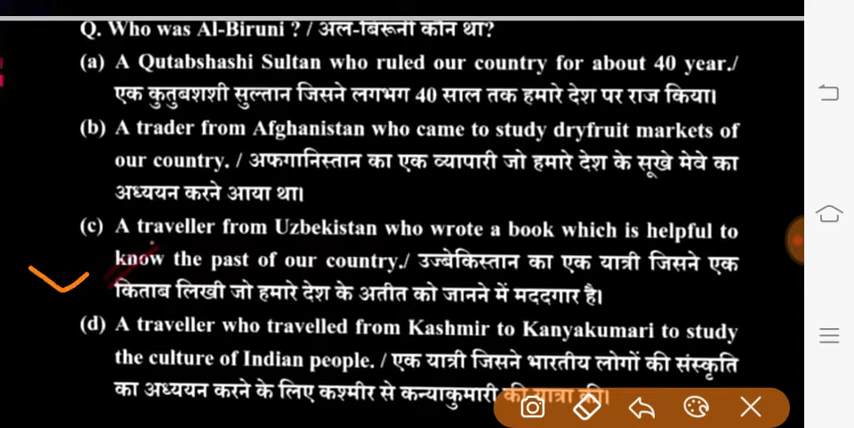 Q. Who was Al-Biruni ? / अल-बिरूनी कौन था?
(a) A Qutabshashi Sultan who ruled our country for about 40 year./
एक कुतुबशशी सुल्तान जिसने लगभग 40 साल तक हमारे देश पर राज किया।
(b) A trader from Afghanistan who came to study dryfruit markets of
our country. / अफगानिस्तान का एक व्यापारी जो हमारे देश के सूखे मेवे का
अध्ययन करने आया था।
(c) A traveller from Uzbekistan who wrote a book which is helpful to
know the past of our country./ उज्बेकिस्तान का एक यात्री जिसने एक
किताब लिखी जो हमारे देश के अतीत को जानने में मददगार है।
(d) A traveller who travelled from Kashmir to Kanyakumari to study
the culture of Indian people. / एक यात्री जिसने भारतीय लोगों की संस्कृति
का अध्ययन करने के लिए कश्मीर से कन्याकुमारी की यात्रा की।